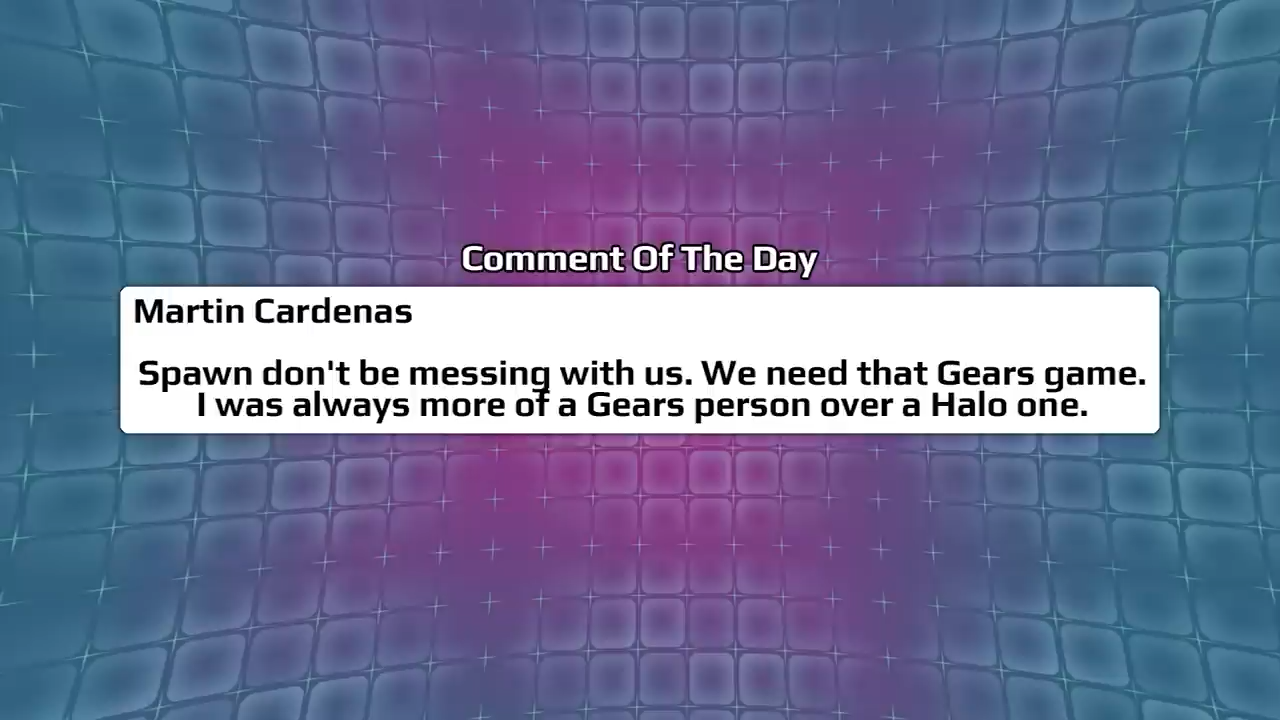 Comment Of The Day
Martin Cardenas
Spawn don't be messing with us. We need that Gears game.
I was always more of a Gears person over a Halo one.